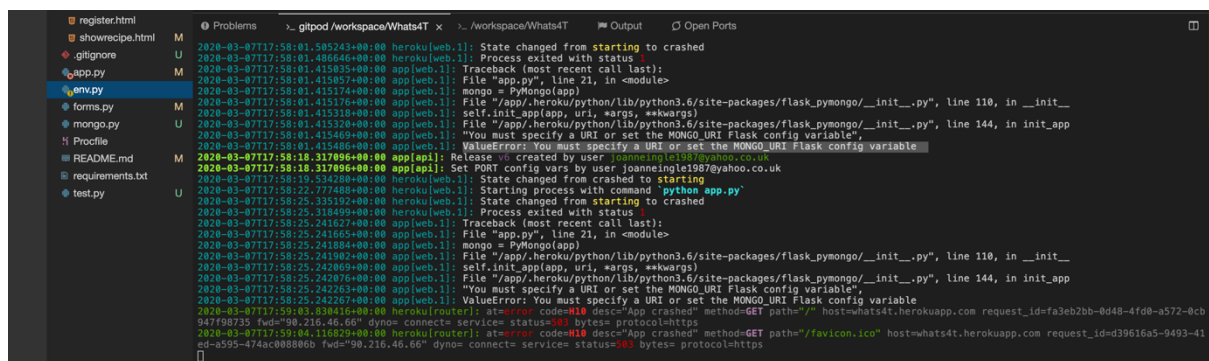 register.html
showrecipe.html M
.gitignore U
app.py M
env.py
forms.py M
mongo.py U
Procfile
README.md M
requirements.txt
test.py U
Problems >_ gitpod /workspace/Whats4T × >_ /workspace/Whats4T Output Open Ports
2020-03-07T17:58:01.505243+00:00 heroku[web.1]: State changed from starting to crashed
2020-03-07T17:58:01.486646+00:00 heroku[web.1]: Process exited with status 1
2020-03-07T17:58:01.415035+00:00 app[web.1]: Traceback (most recent call last):
2020-03-07T17:58:01.415057+00:00 app[web.1]: File "app.py", line 21, in <module>
2020-03-07T17:58:01.415174+00:00 app[web.1]: mongo = PyMongo(app)
2020-03-07T17:58:01.415176+00:00 app[web.1]: File "/app/.heroku/python/lib/python3.6/site-packages/flask_pymongo/__init__.py", line 110, in __init__
2020-03-07T17:58:01.415318+00:00 app[web.1]: self.init_app(app, uri, *args, **kwargs)
2020-03-07T17:58:01.415320+00:00 app[web.1]: File "/app/.heroku/python/lib/python3.6/site-packages/flask_pymongo/__init__.py", line 144, in init_app
2020-03-07T17:58:01.415469+00:00 app[web.1]: "You must specify a URI or set the MONGO_URI Flask config variable",
2020-03-07T17:58:01.415486+00:00 app[web.1]: ValueError: You must specify a URI or set the MONGO_URI Flask config variable
2020-03-07T17:58:18.317096+00:00 app[api]: Release v6 created by user joanneingle1987@yahoo.co.uk
2020-03-07T17:58:18.317096+00:00 app[api]: Set PORT config vars by user joanneingle1987@yahoo.co.uk
2020-03-07T17:58:19.534280+00:00 heroku[web.1]: State changed from crashed to starting
2020-03-07T17:58:22.777488+00:00 heroku[web.1]: Starting process with command `python app.py`
2020-03-07T17:58:25.335192+00:00 heroku[web.1]: State changed from starting to crashed
2020-03-07T17:58:25.318499+00:00 heroku[web.1]: Process exited with status 1
2020-03-07T17:58:25.241627+00:00 app[web.1]: Traceback (most recent call last):
2020-03-07T17:58:25.241665+00:00 app[web.1]: File "app.py", line 21, in <module>
2020-03-07T17:58:25.241884+00:00 app[web.1]: mongo = PyMongo(app)
2020-03-07T17:58:25.241902+00:00 app[web.1]: File "/app/.heroku/python/lib/python3.6/site-packages/flask_pymongo/__init__.py", line 110, in __init__
2020-03-07T17:58:25.242069+00:00 app[web.1]: self.init_app(app, uri, *args, **kwargs)
2020-03-07T17:58:25.242076+00:00 app[web.1]: File "/app/.heroku/python/lib/python3.6/site-packages/flask_pymongo/__init__.py", line 144, in init_app
2020-03-07T17:58:25.242263+00:00 app[web.1]: "You must specify a URI or set the MONGO_URI Flask config variable",
2020-03-07T17:58:25.242267+00:00 app[web.1]: ValueError: You must specify a URI or set the MONGO_URI Flask config variable
2020-03-07T17:59:03.830416+00:00 heroku[router]: at=error code=H10 desc="App crashed" method=GET path="/" host=whats4t.herokuapp.com request_id=fa3eb2bb-0d48-4fd0-a572-0cb
947f98735 fwd="90.216.46.66" dyno= connect= service= status=503 bytes= protocol=https
2020-03-07T17:59:04.116829+00:00 heroku[router]: at=error code=H10 desc="App crashed" method=GET path="/favicon.ico" host=whats4t.herokuapp.com request_id=d39616a5-9493-41
ed-a595-474ac008806b fwd="90.216.46.66" dyno= connect= service= status=503 bytes= protocol=https